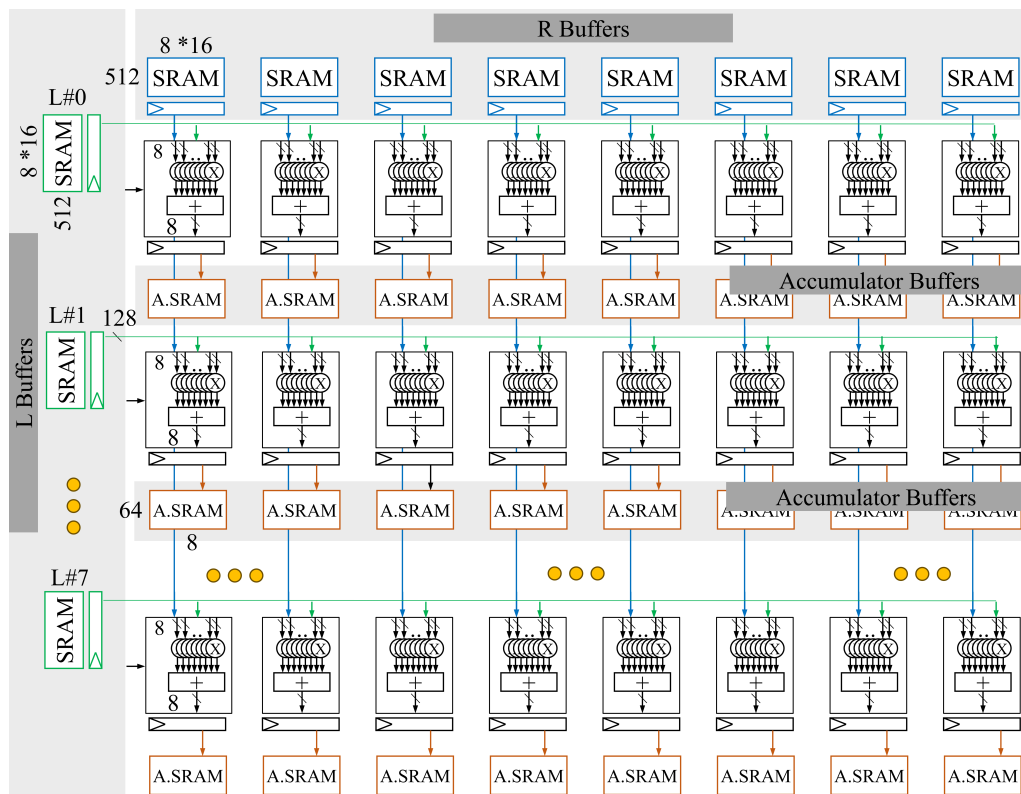 R Buffers
8 *16
512
SRAM SRAM SRAM SRAM SRAM SRAM SRAM SRAM
L#0
SRAM
8 *16
512
8
X X X X X X X X
+ + + + + + + +
8
Accumulator Buffers
A.SRAM A.SRAM A.SRAM A.SRAM A.SRAM A.SRAM A.SRAM A.SRAM
L Buffers
L#1
128
SRAM
8
X X X X X X X X
+ + + + + + + +
8
Accumulator Buffers
64
A.SRAM A.SRAM A.SRAM A.SRAM A.SRAM A.SRAM A.SRAM A.SRAM
8
L#7
SRAM
8
X X X X X X X X
+ + + + + + + +
8
A.SRAM A.SRAM A.SRAM A.SRAM A.SRAM A.SRAM A.SRAM A.SRAM